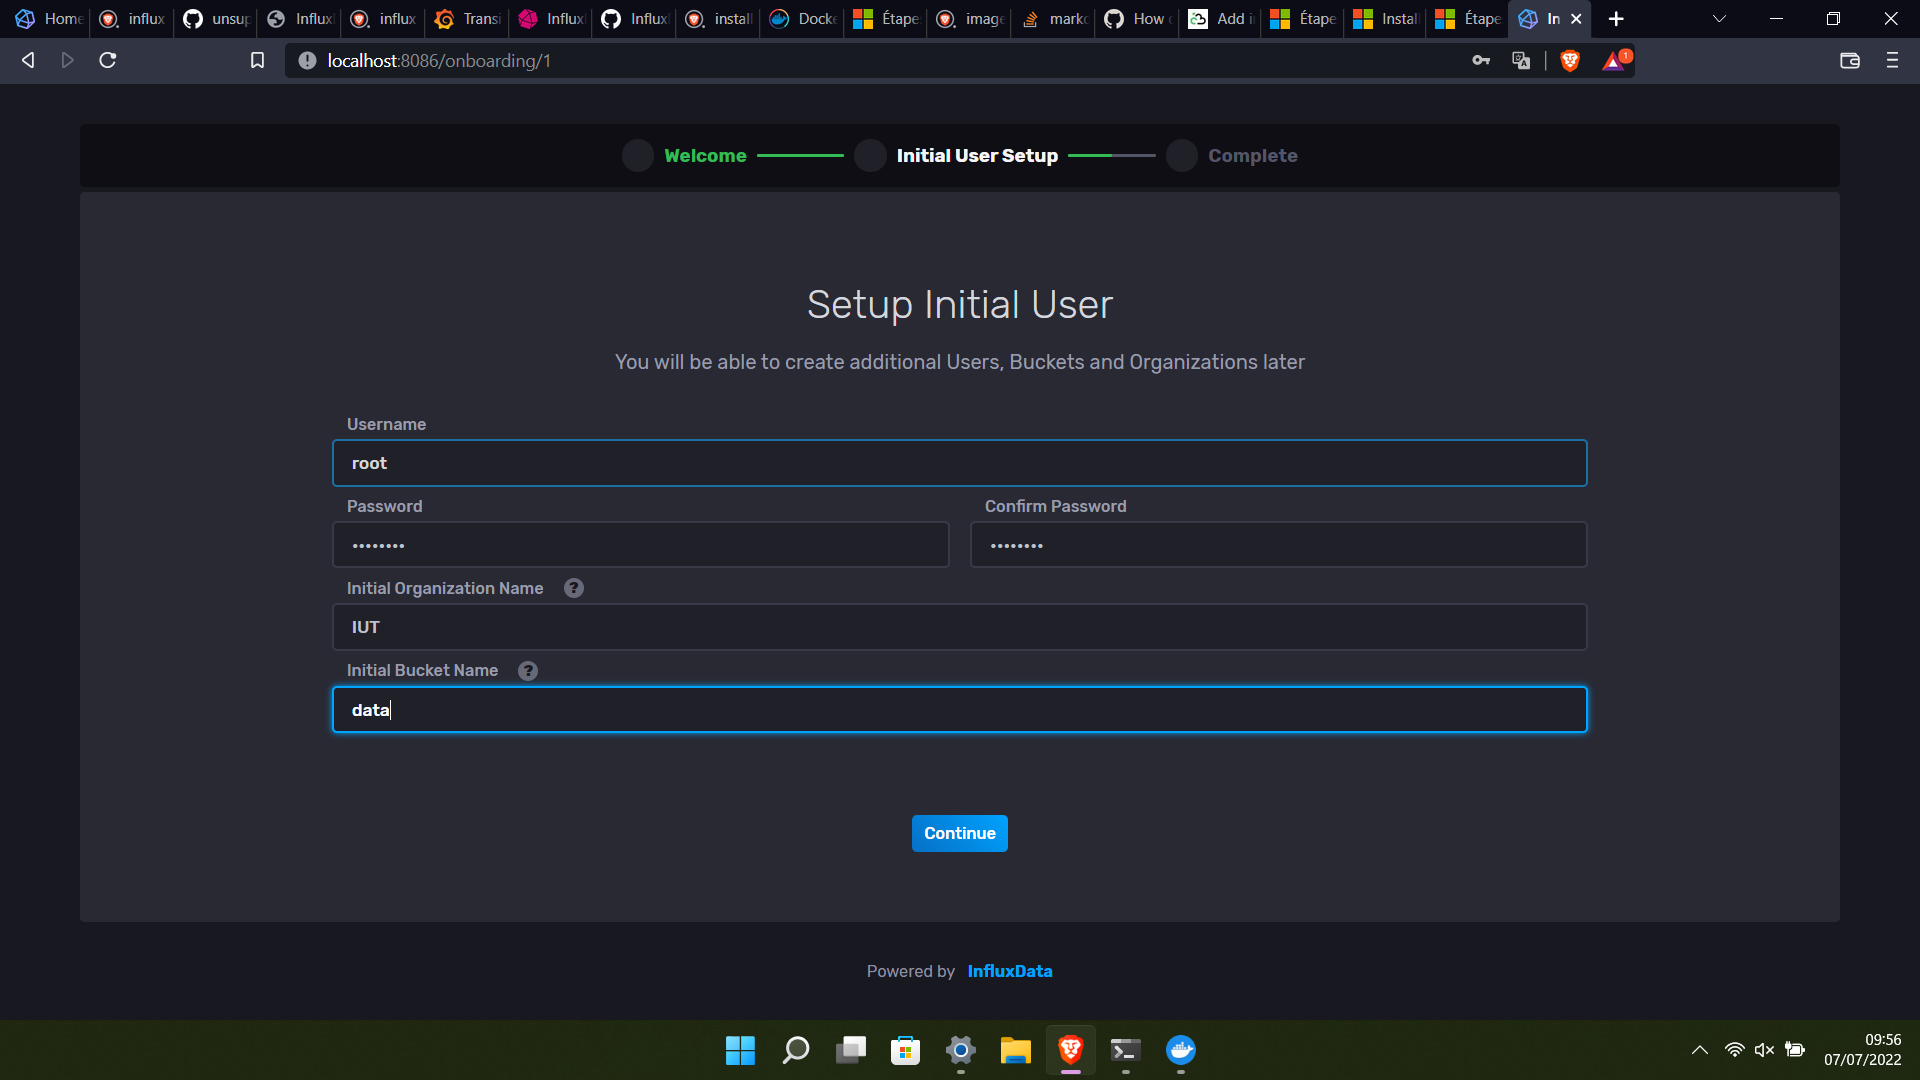 Home
influx
unsup
Influx
influx
Transi
Influx
Influx
install
Docke
Étape
image
markd
How
Add i
Étape
Instal
Étape
In
localhost:8086/onboarding/1
1
Welcome
Initial User Setup
Complete
Setup Initial User
You will be able to create additional Users, Buckets and Organizations later
Username
root
Password
Confirm Password
••••••••
••••••••
Initial Organization Name ?
IUT
Initial Bucket Name ?
data
Continue
Powered by InfluxData
09:56
07/07/2022